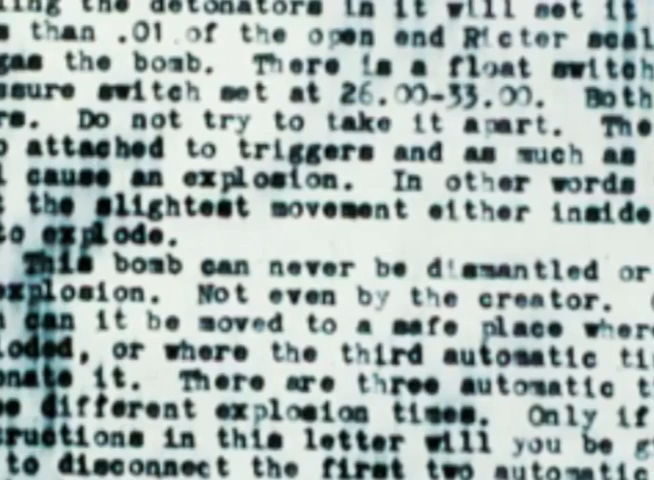 ing the detonators in it will set it
than .01 of the open end Ricter scal
gas the bomb. There is a float switch
ssure switch set at 26.00-33.00. Both
rs. Do not try to take it apart. The
attached to triggers and as much as
cause an explosion. In other words
the slightest movement either inside
to explode.
This bomb can never be dismantled or
explosion. Not even by the creator.
can it be moved to a safe place wher
loded, or where the third automatic ti
onate it. There are three automatic t
different explosion times. Only if
tructions in this letter will you be g
to disconnect the first two automatic